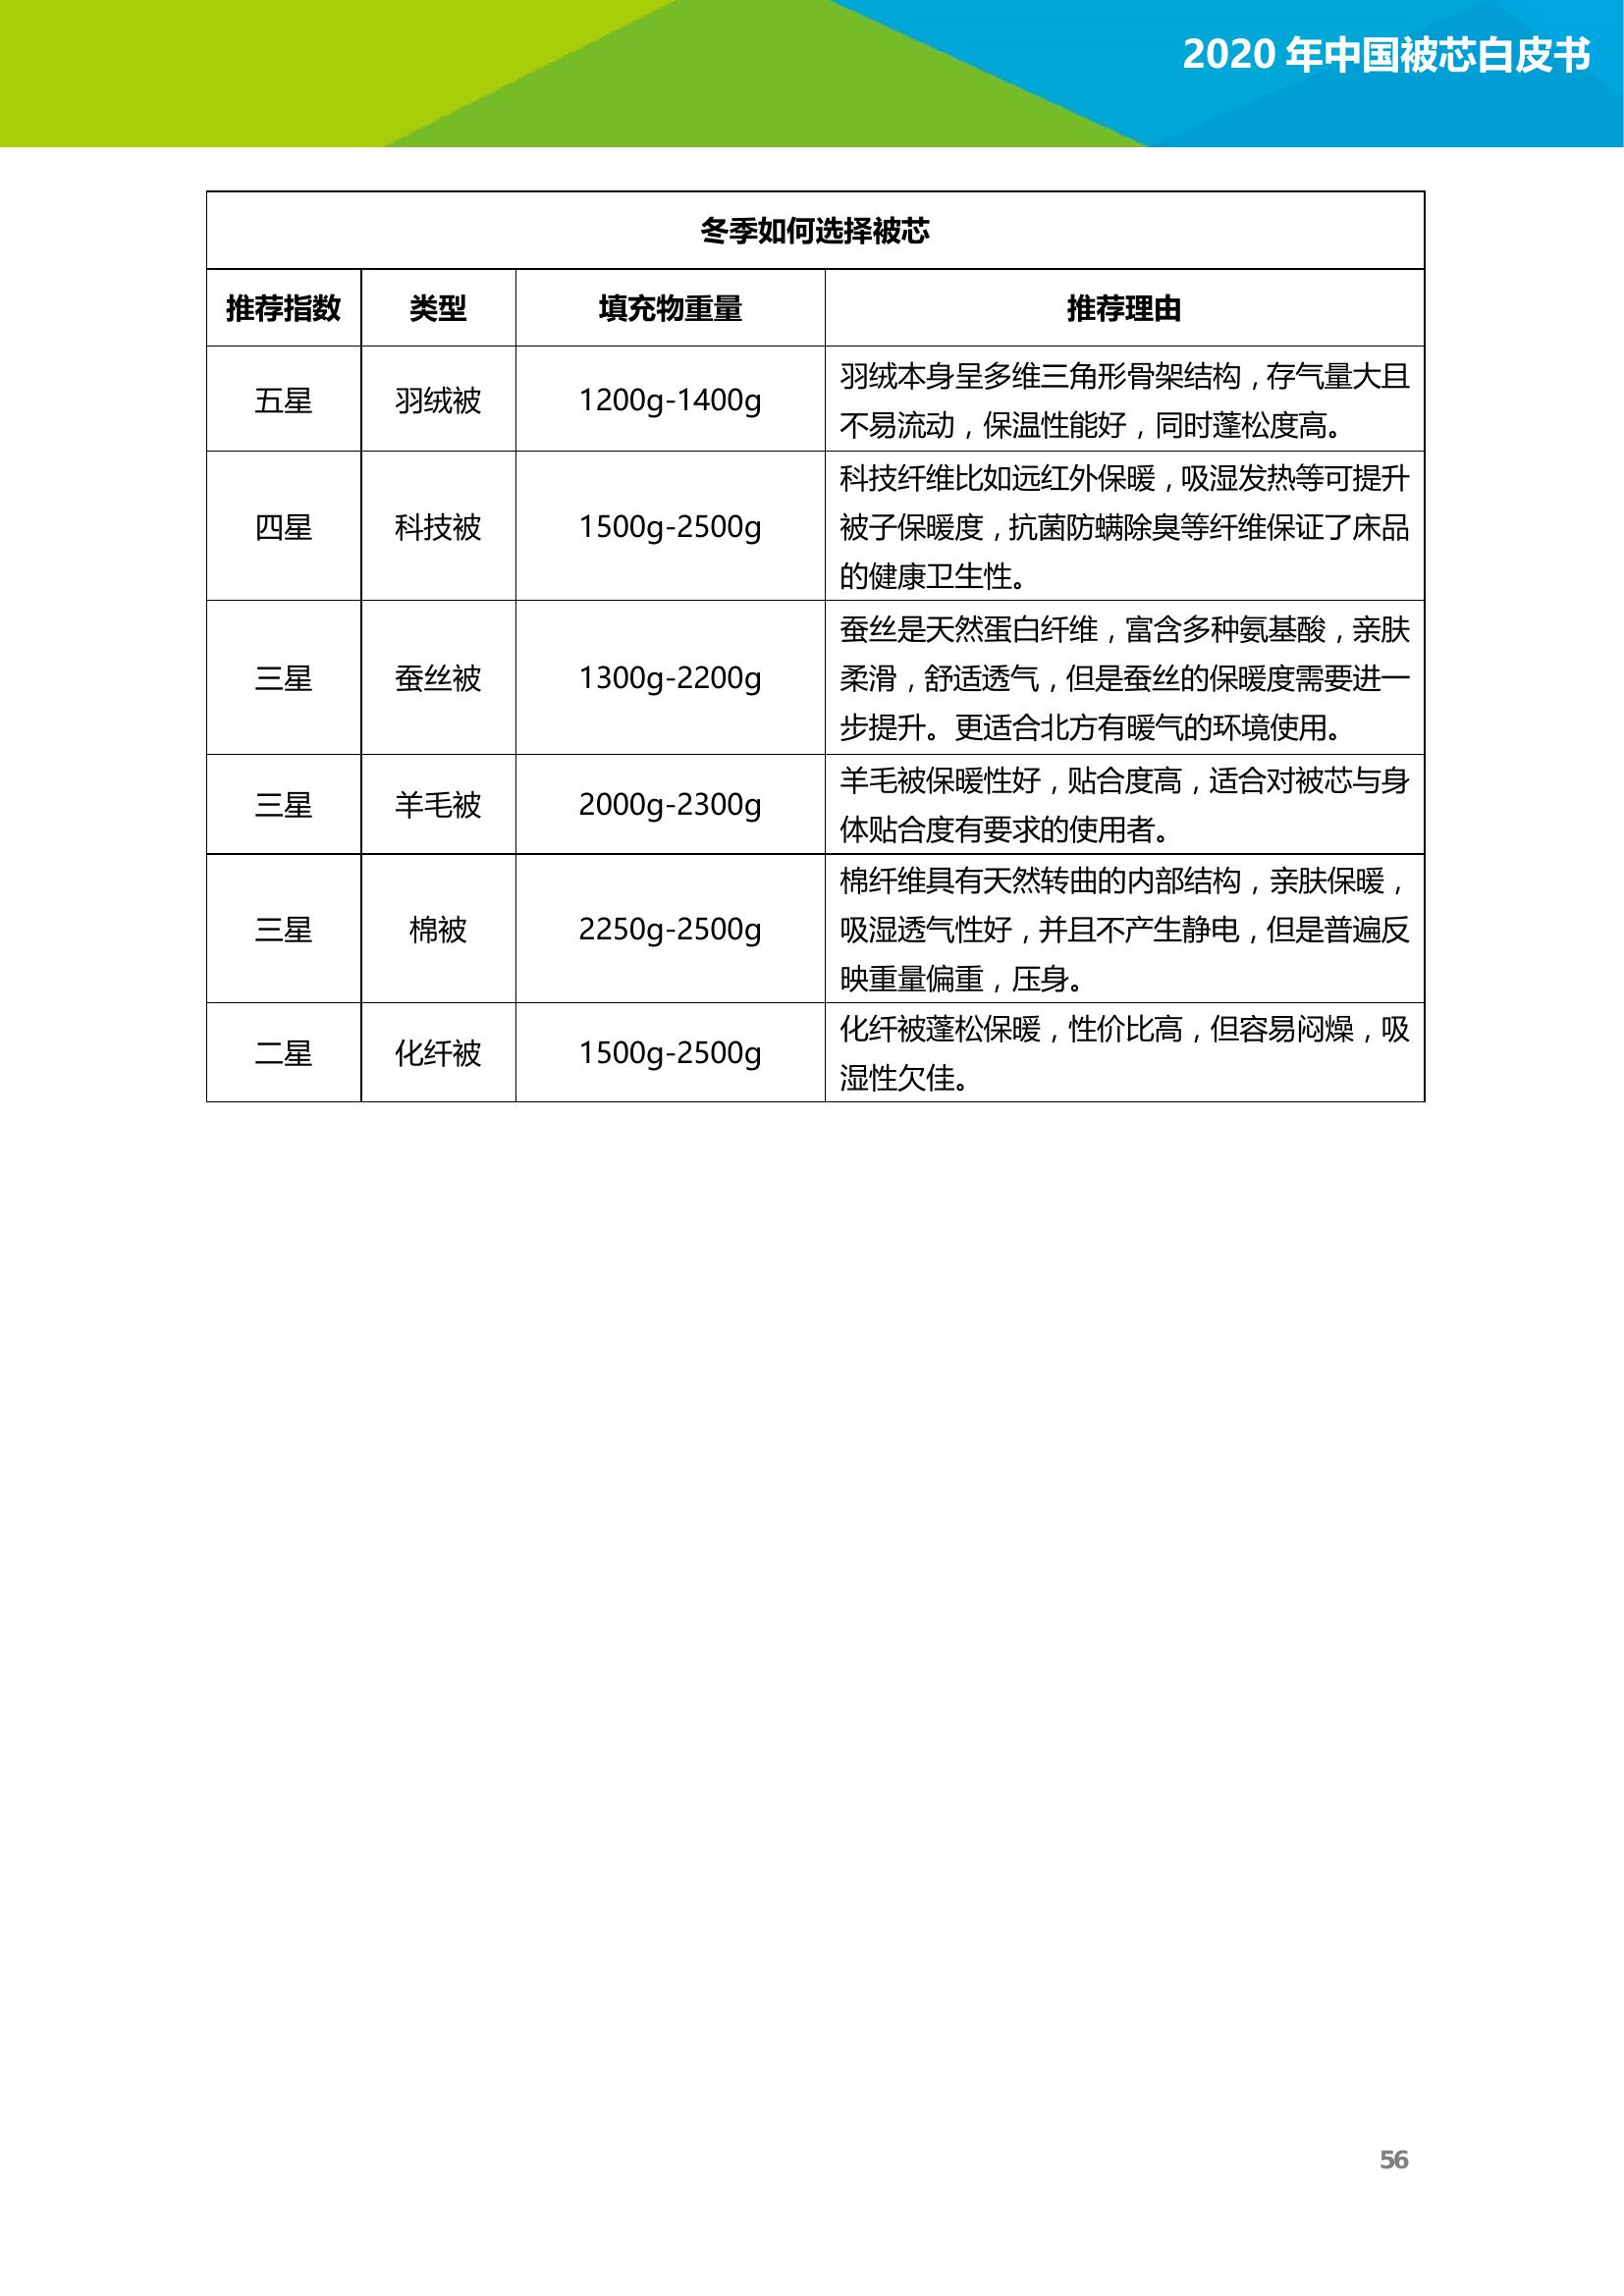 2020 年中国被芯白皮书
冬季如何选择被芯
推荐指数 类型 填充物重量 推荐理由
五星 羽绒被 1200g-1400g 羽绒本身呈多维三角形骨架结构，存气量大且
不易流动，保温性能好，同时蓬松度高。
四星 科技被 1500g-2500g 科技纤维比如远红外保暖，吸湿发热等可提升
被子保暖度，抗菌防螨除臭等纤维保证了床品
的健康卫生性。
三星 蚕丝被 1300g-2200g 蚕丝是天然蛋白纤维，富含多种氨基酸，亲肤
柔滑，舒适透气，但是蚕丝的保暖度需要进一
步提升。更适合北方有暖气的环境使用。
三星 羊毛被 2000g-2300g 羊毛被保暖性好，贴合度高，适合对被芯与身
体贴合度有要求的使用者。
三星 棉被 2250g-2500g 棉纤维具有天然转曲的内部结构，亲肤保暖，
吸湿透气性好，并且不产生静电，但是普遍反
映重量偏重，压身。
二星 化纤被 1500g-2500g 化纤被蓬松保暖，性价比高，但容易闷燥，吸
湿性欠佳。
56